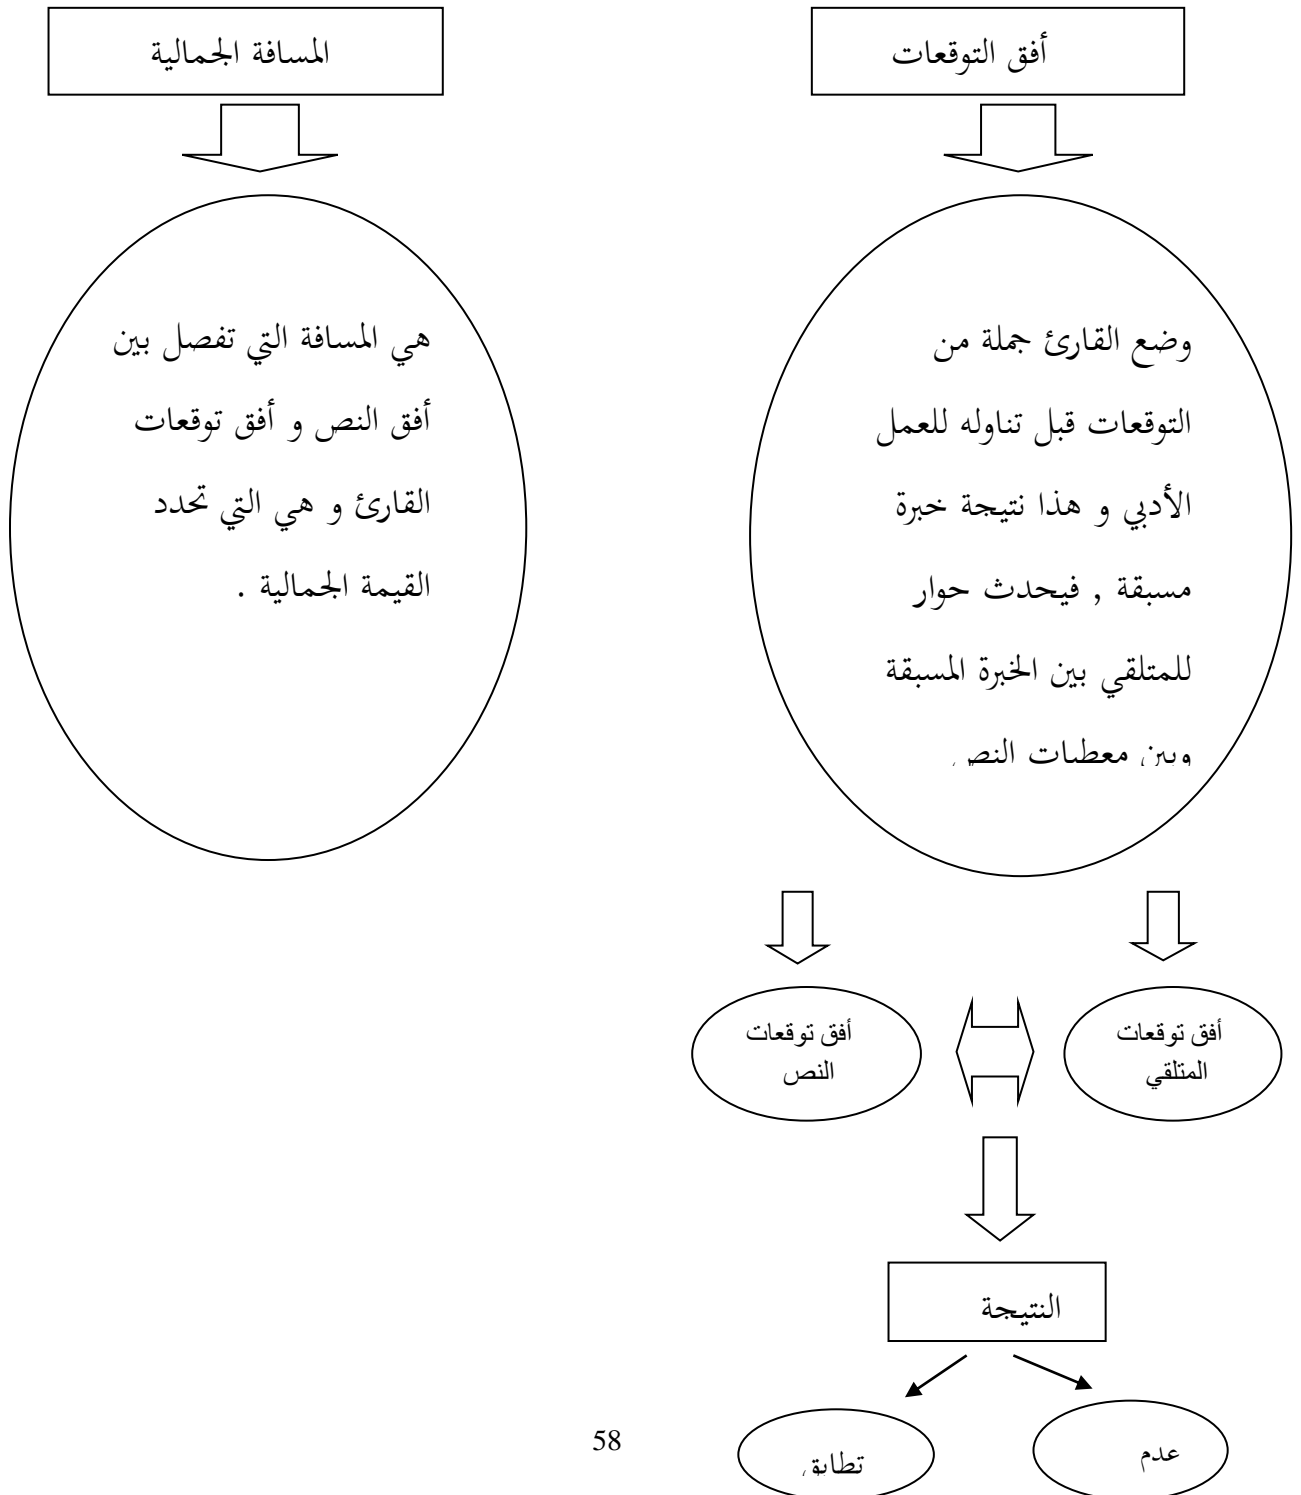 أفق التوقعات
المسافة الجمالية
وضع القارئ جملة من
التوقعات قبل تناوله للعمل
الأدبي و هذا نتيجة خبرة
مسبقة , فيحدث حوار
للمتلقي بين الخبرة المسبقة
وبين معطيات النص
هي المسافة التي تفصل بين
أفق النص و أفق توقعات
القارئ و هي التي تحدد
القيمة الجمالية .
أفق توقعات
المتلقي
أفق توقعات
النص
النتيجة
عدم
تطابق
58